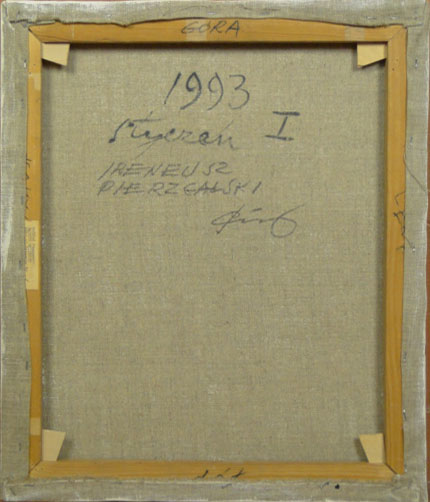 GÓRA
1993
styczeń I
IRENEUSZ
PIERZGALSKI